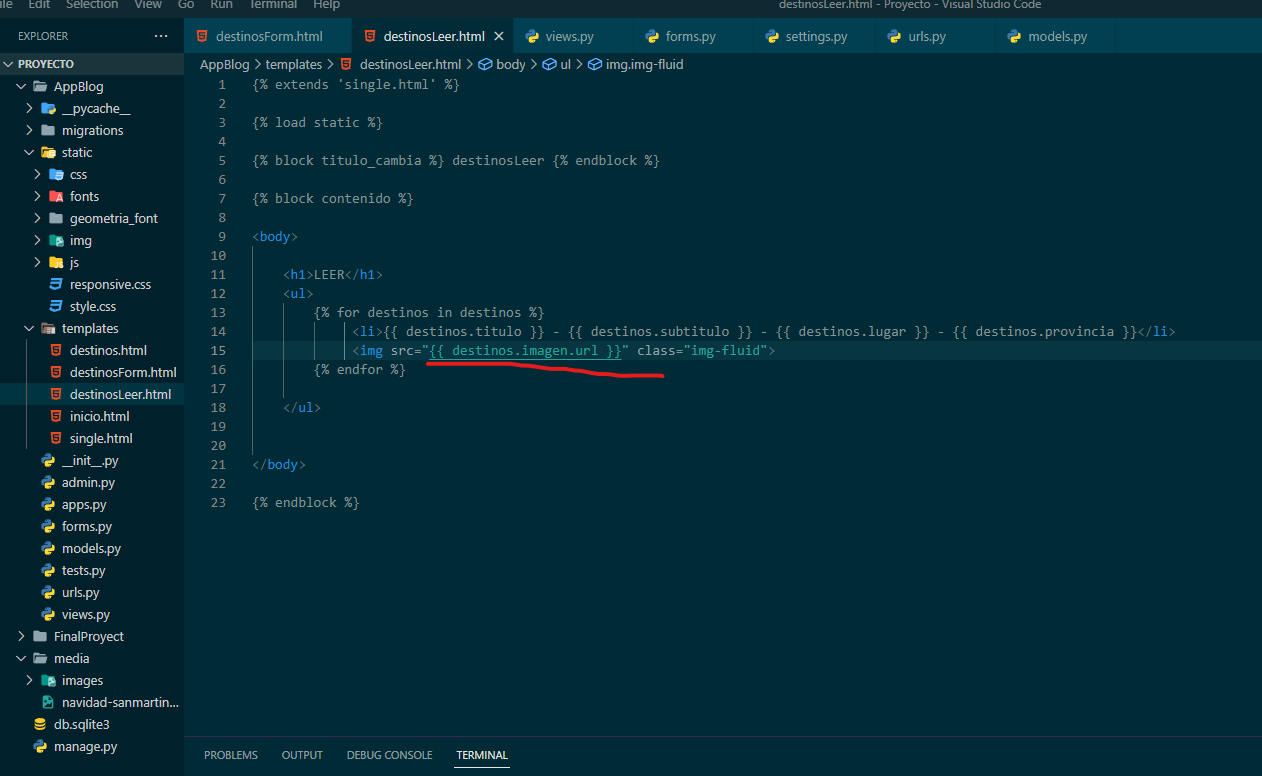 ile Edit Selection View Go Run Terminal Help destinosLeer.html - Proyecto - Visual Studio Code
EXPLORER ···
PROYECTO
AppBlog
__pycache__
migrations
static
css
fonts
geometria_font
img
js
responsive.css
style.css
templates
destinos.html
destinosForm.html
destinosLeer.html
inicio.html
single.html
__init__.py
admin.py
apps.py
forms.py
models.py
tests.py
urls.py
views.py
FinalProyect
media
images
navidad-sanmartin...
db.sqlite3
manage.py
destinosForm.html destinosLeer.html views.py forms.py settings.py urls.py models.py
AppBlog > templates > destinosLeer.html > body > ul > img.img-fluid
1 {% extends 'single.html' %}
2
3 {% load static %}
4
5 {% block titulo_cambia %} destinosLeer {% endblock %}
6
7 {% block contenido %}
8
9 <body>
10
11 <h1>LEER</h1>
12 <ul>
13 {% for destinos in destinos %}
14 <li>{{ destinos.titulo }} - {{ destinos.subtitulo }} - {{ destinos.lugar }} - {{ destinos.provincia }}</li>
15 <img src="{{ destinos.imagen.url }}" class="img-fluid">
16 {% endfor %}
17
18 </ul>
19
20
21 </body>
22
23 {% endblock %}
PROBLEMS OUTPUT DEBUG CONSOLE TERMINAL